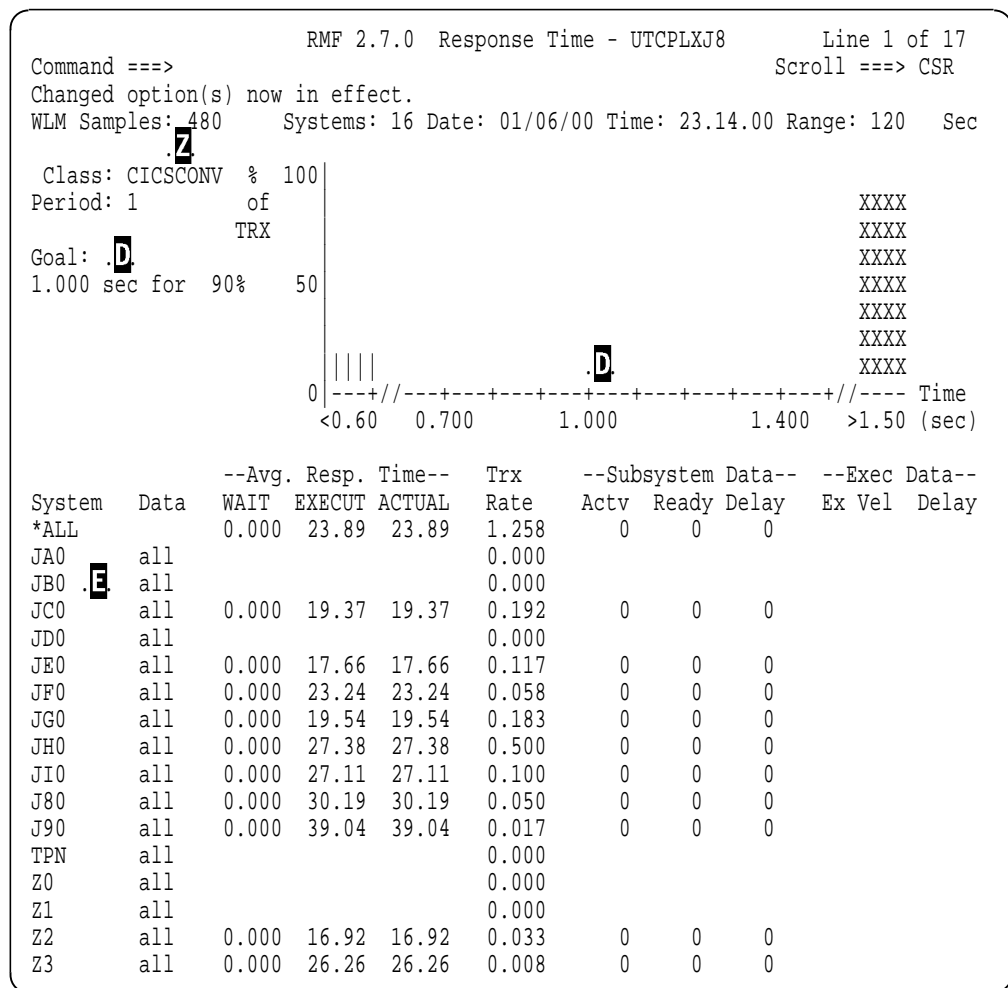 RMF 2.7.0 Response Time - UTCPLXJ8 Line 1 of 17
Command ===> Scroll ===> CSR
Changed option(s) now in effect.
WLM Samples: 480 Systems: 16 Date: 01/06/00 Time: 23.14.00 Range: 120 Sec
.Z.
Class: CICSCONV % 100|
Period: 1 of XXXX
TRX XXXX
Goal: .D. XXXX
1.000 sec for 90% 50 XXXX
XXXX
XXXX
|||| .D. XXXX
0|---+//---+---+---+---+---+---+---+---+---+//---- Time
<0.60 0.700 1.000 1.400 >1.50 (sec)
--Avg. Resp. Time-- Trx --Subsystem Data-- --Exec Data--
System Data WAIT EXECUT ACTUAL Rate Actv Ready Delay Ex Vel Delay
*ALL 0.000 23.89 23.89 1.258 0 0 0
JA0 all 0.000
JB0 .E. all 0.000
JC0 all 0.000 19.37 19.37 0.192 0 0 0
JD0 all 0.000
JE0 all 0.000 17.66 17.66 0.117 0 0 0
JF0 all 0.000 23.24 23.24 0.058 0 0 0
JG0 all 0.000 19.54 19.54 0.183 0 0 0
JH0 all 0.000 27.38 27.38 0.500 0 0 0
JI0 all 0.000 27.11 27.11 0.100 0 0 0
J80 all 0.000 30.19 30.19 0.050 0 0 0
J90 all 0.000 39.04 39.04 0.017 0 0 0
TPN all 0.000
Z0 all 0.000
Z1 all 0.000
Z2 all 0.000 16.92 16.92 0.033 0 0 0
Z3 all 0.000 26.26 26.26 0.008 0 0 0